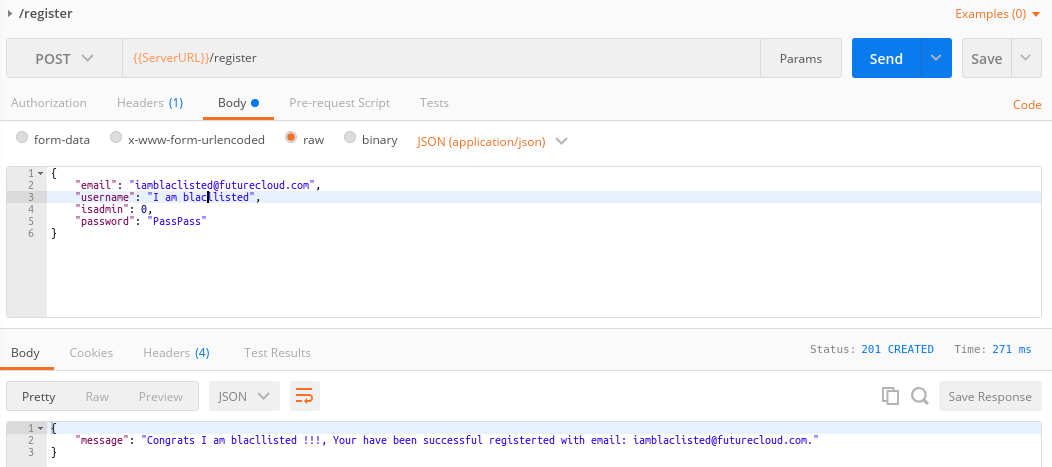 /register
Examples (0)
POST {{ServerURL}}/register Params Send Save
Authorization Headers (1) Body Pre-request Script Tests Code
form-data x-www-form-urlencoded raw binary JSON (application/json)
1 {
2 "email": "iamblaclisted@futurecloud.com",
3 "username": "I am blacllisted",
4 "isadmin": 0,
5 "password": "PassPass"
6 }
Body Cookies Headers (4) Test Results Status: 201 CREATED Time: 271 ms
Pretty Raw Preview JSON Save Response
1 {
2 "message": "Congrats I am blacllisted !!!, Your have been successful registerted with email: iamblaclisted@futurecloud.com."
3 }